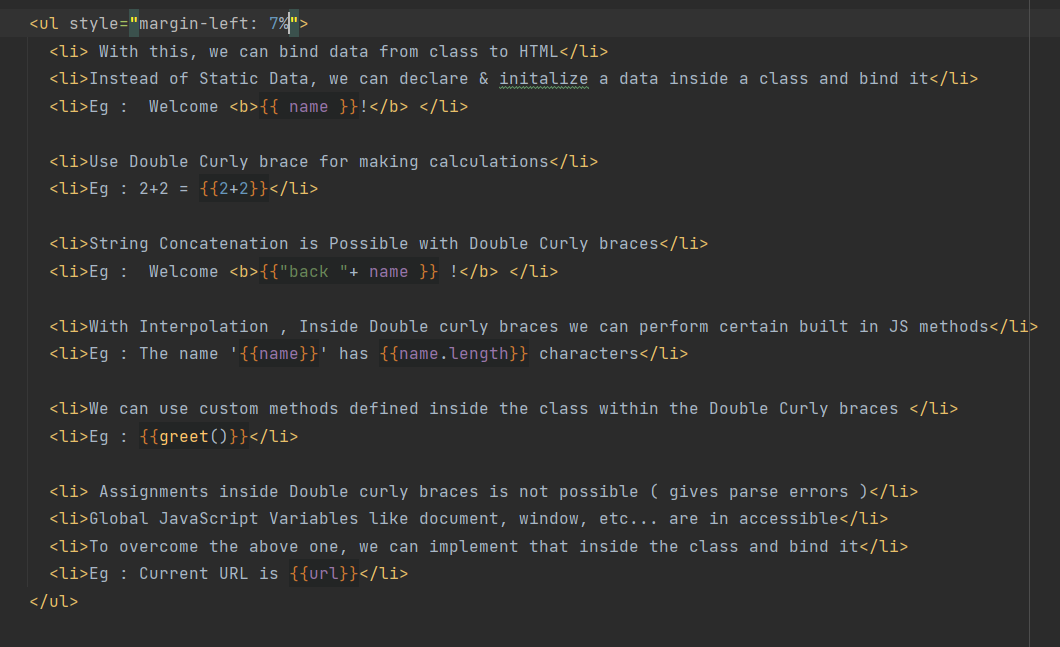 <ul style="margin-left: 7%">
<li> With this, we can bind data from class to HTML</li>
<li>Instead of Static Data, we can declare & initalize a data inside a class and bind it</li>
<li>Eg :  Welcome <b>{{ name }}!</b> </li>
<li>Use Double Curly brace for making calculations</li>
<li>Eg : 2+2 = {{2+2}}</li>
<li>String Concatenation is Possible with Double Curly braces</li>
<li>Eg :  Welcome <b>{{"back "+ name }} !</b> </li>
<li>With Interpolation , Inside Double curly braces we can perform certain built in JS methods</li>
<li>Eg : The name '{{name}}' has {{name.length}} characters</li>
<li>We can use custom methods defined inside the class within the Double Curly braces </li>
<li>Eg : {{greet()}}</li>
<li> Assignments inside Double curly braces is not possible ( gives parse errors )</li>
<li>Global JavaScript Variables like document, window, etc... are in accessible</li>
<li>To overcome the above one, we can implement that inside the class and bind it</li>
<li>Eg : Current URL is {{url}}</li>
</ul>